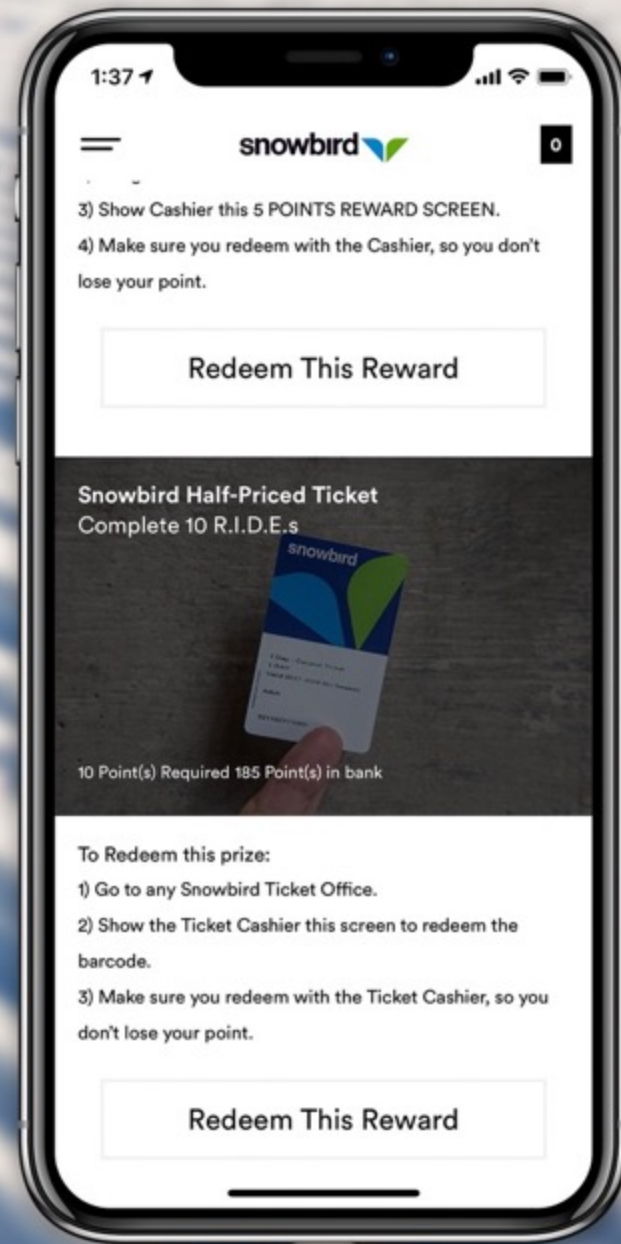 1:37
snowbird
0
3) Show Cashier this 5 POINTS REWARD SCREEN.
4) Make sure you redeem with the Cashier, so you don't
lose your point.
Redeem This Reward
Snowbird Half-Priced Ticket
Complete 10 R.I.D.E.s
snowbird
10 Point(s) Required 185 Point(s) in bank
To Redeem this prize:
1) Go to any Snowbird Ticket Office.
2) Show the Ticket Cashier this screen to redeem the
barcode.
3) Make sure you redeem with the Ticket Cashier, so you
don't lose your point.
Redeem This Reward